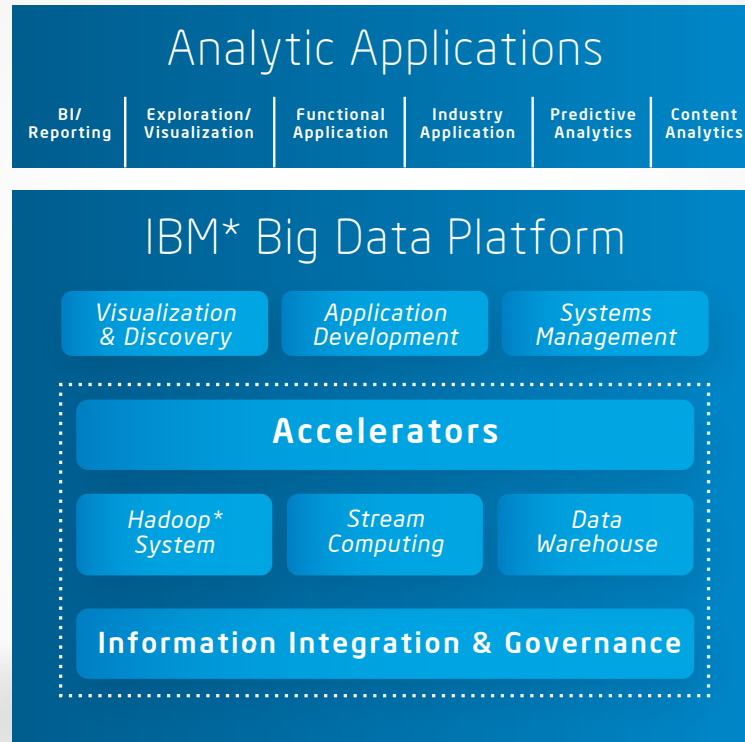 Analytic Applications
BI/
Reporting
Exploration/
Visualization
Functional
Application
Industry
Application
Predictive
Analytics
Content
Analytics
IBM* Big Data Platform
Visualization
& Discovery
Application
Development
Systems
Management
Accelerators
Hadoop*
System
Stream
Computing
Data
Warehouse
Information Integration & Governance